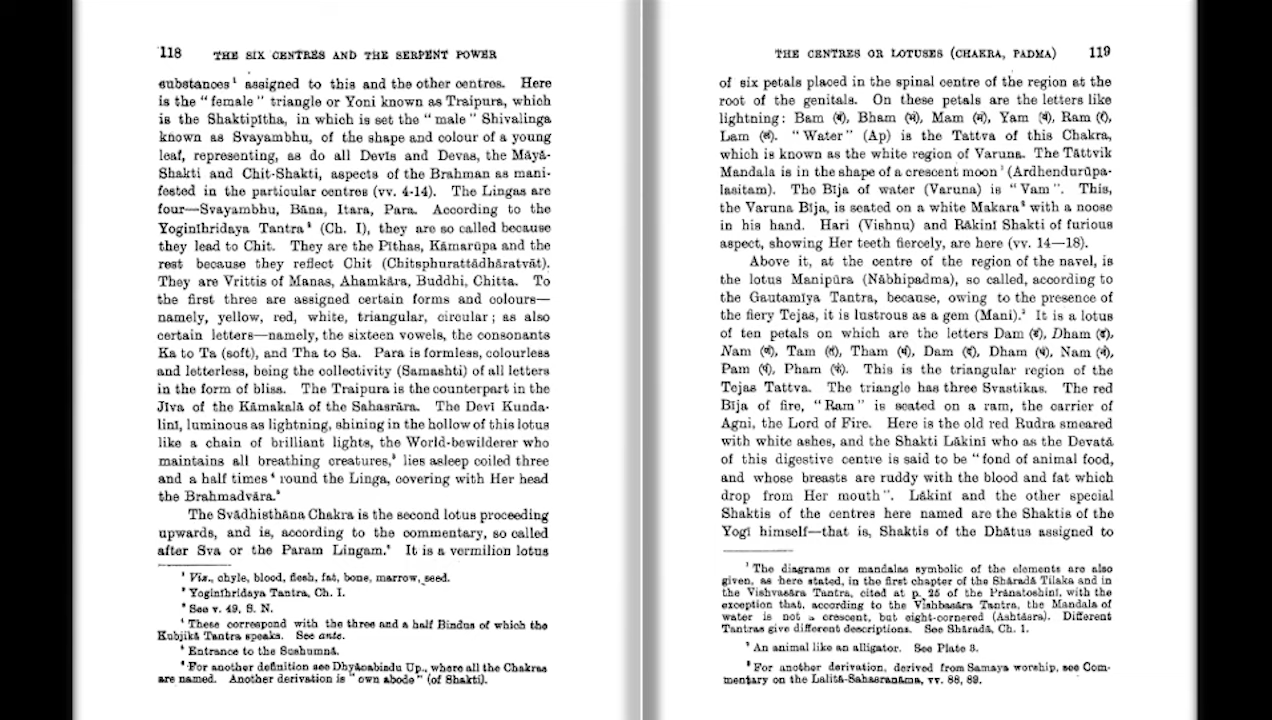 118 THE SIX CENTRES AND THE SERPENT POWER
substances¹ assigned to this and the other centres. Here
is the “female” triangle or Yoni known as Traipura, which
is the Shaktipītha, in which is set the “male” Shivalinga
known as Svayambhu, of the shape and colour of a young
leaf, representing, as do all Devīs and Devas, the Māyā-
Shakti and Chit-Shakti, aspects of the Brahman as mani-
fested in the particular centres (vv. 4-14). The Lingas are
four—Svayambhu, Bāna, Itara, Para. According to the
Yoginīhridaya Tantra² (Ch. I), they are so called because
they lead to Chit. They are the Pīthas, Kāmarūpa and the
rest because they reflect Chit (Chitsphurattādhāratvāt).
They are Vrittis of Manas, Ahamkāra, Buddhi, Chitta. To
the first three are assigned certain forms and colours—
namely, yellow, red, white, triangular, circular; as also
certain letters—namely, the sixteen vowels, the consonants
Ka to Ta (soft), and Tha to Sa. Para is formless, colourless
and letterless, being the collectivity (Samashti) of all letters
in the form of bliss. The Traipura is the counterpart in the
Jīva of the Kāmakalā of the Sahasrāra. The Devī Kunda-
linī, luminous as lightning, shining in the hollow of this lotus
like a chain of brilliant lights, the World-bewilderer who
maintains all breathing creatures,³ lies asleep coiled three
and a half times⁴ round the Linga, covering with Her head
the Brahmadvāra.⁵
The Svādhisthāna Chakra is the second lotus proceeding
upwards, and is, according to the commentary, so called
after Sva or the Param Lingam.⁶ It is a vermilion lotus
¹ Viz., chyle, blood, flesh, fat, bone, marrow, seed.
² Yoginīhridaya Tantra, Ch. I.
³ See v. 49, S. N.
⁴ These correspond with the three and a half Bindus of which the
Kubjikā Tantra speaks. See ante.
⁵ Entrance to the Sushumnā.
⁶ For another definition see Dhyānabindu Up., where all the Chakras
are named. Another derivation is “own abode” (of Shakti).
THE CENTRES OR LOTUSES (CHAKRA, PADMA) 119
of six petals placed in the spinal centre of the region at the
root of the genitals. On these petals are the letters like
lightning: Bam (बं), Bham (भं), Mam (मं), Yam (यं), Ram (रं),
Lam (लं). “Water” (Ap) is the Tattva of this Chakra,
which is known as the white region of Varuna. The Tāttvik
Mandala is in the shape of a crescent moon¹ (Ardhendurūpa-
lasitam). The Bīja of water (Varuna) is “Vam”. This,
the Varuna Bīja, is seated on a white Makara² with a noose
in his hand. Hari (Vishnu) and Rākinī Shakti of furious
aspect, showing Her teeth fiercely, are here (vv. 14—18).
Above it, at the centre of the region of the navel, is
the lotus Manipūra (Nābhipadma), so called, according to
the Gautamīya Tantra, because, owing to the presence of
the fiery Tejas, it is lustrous as a gem (Mani).³ It is a lotus
of ten petals on which are the letters Dam (डं), Dham (ढं),
Nam (णं), Tam (तं), Tham (थं), Dam (दं), Dham (धं), Nam (नं),
Pam (पं), Pham (फं). This is the triangular region of the
Tejas Tattva. The triangle has three Svastikas. The red
Bīja of fire, “Ram” is seated on a ram, the carrier of
Agni, the Lord of Fire. Here is the old red Rudra smeared
with white ashes, and the Shakti Lākinī who as the Devatā
of this digestive centre is said to be “fond of animal food,
and whose breasts are ruddy with the blood and fat which
drop from Her mouth”. Lākinī and the other special
Shaktis of the centres here named are the Shaktis of the
Yogī himself—that is, Shaktis of the Dhātus assigned to
¹ The diagrams or mandalas symbolic of the elements are also
given, as here stated, in the first chapter of the Shāradā Tilaka and in
the Vishvasāra Tantra, cited at p. 25 of the Prānatoshinī, with the
exception that, according to the Vishbasāra Tantra, the Mandala of
water is not a crescent, but eight-cornered (Ashtāsra). Different
Tantras give different descriptions. See Shāradā, Ch. 1.
² An animal like an alligator. See Plate 3.
³ For another derivation, derived from Samaya worship, see Com-
mentary on the Lalitā-Sahasranāma, vv. 88, 89.